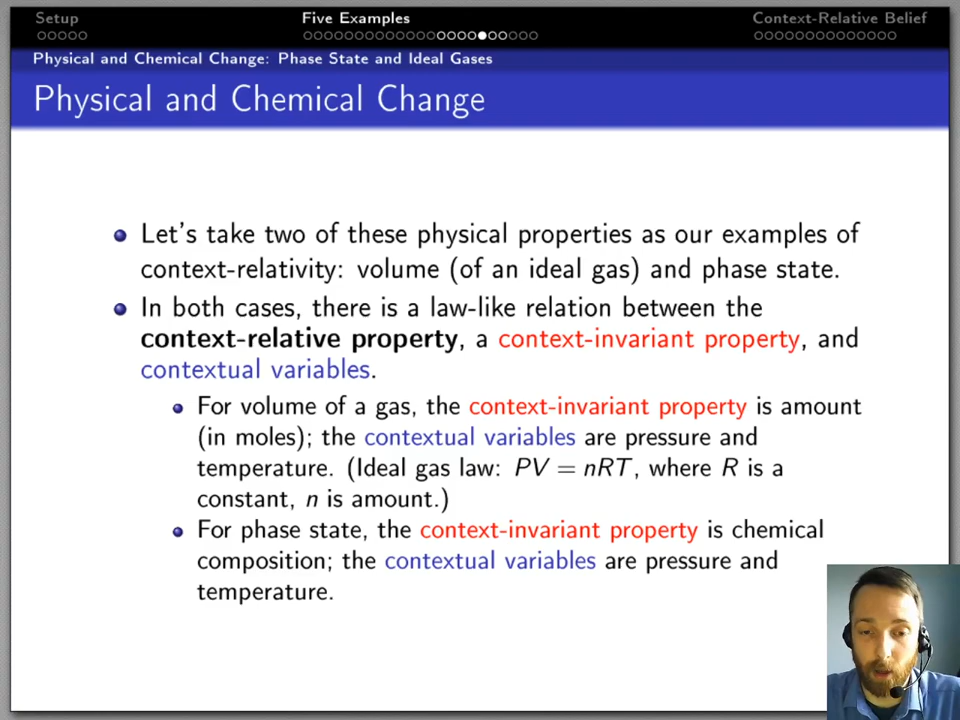 Setup
Five Examples
Context-Relative Belief
Physical and Chemical Change: Phase State and Ideal Gases
Physical and Chemical Change
Let's take two of these physical properties as our examples of
context-relativity: volume (of an ideal gas) and phase state.
In both cases, there is a law-like relation between the
context-relative property, a context-invariant property, and
contextual variables.
For volume of a gas, the context-invariant property is amount
(in moles); the contextual variables are pressure and
temperature. (Ideal gas law: PV = nRT, where R is a
constant, n is amount.)
For phase state, the context-invariant property is chemical
composition; the contextual variables are pressure and
temperature.